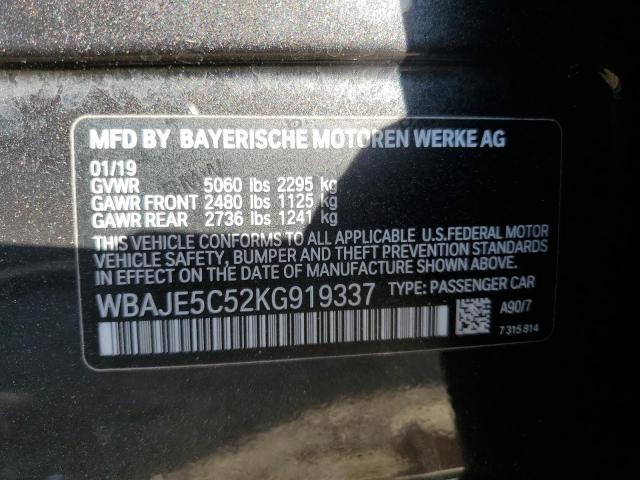 MFD BY BAYERISCHE MOTOREN WERKE AG
01/19
GVWR 5060 lbs 2295 kg
GAWR FRONT 2480 lbs 1125 kg
GAWR REAR 2736 lbs 1241 kg
THIS VEHICLE CONFORMS TO ALL APPLICABLE U.S.FEDERAL MOTOR
VEHICLE SAFETY, BUMPER AND THEFT PREVENTION STANDARDS
IN EFFECT ON THE DATE OF MANUFACTURE SHOWN ABOVE.
WBAJE5C52KG919337 TYPE: PASSENGER CAR
A90/7
7 315 814